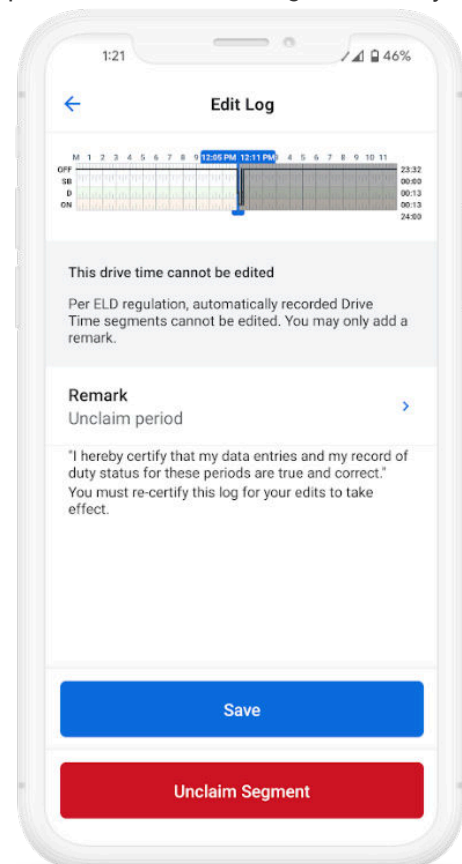 1:21
46%
Edit Log
M 1 2 3 4 5 6 7 8 9 12:05 PM 12:11 PM 4 5 6 7 8 9 10 11
OFF 23:32
SB 00:00
D 00:13
ON 00:13
24:00
This drive time cannot be edited
Per ELD regulation, automatically recorded Drive
Time segments cannot be edited. You may only add a
remark.
Remark
Unclaim period
"I hereby certify that my data entries and my record of
duty status for these periods are true and correct."
You must re-certify this log for your edits to take
effect.
Save
Unclaim Segment